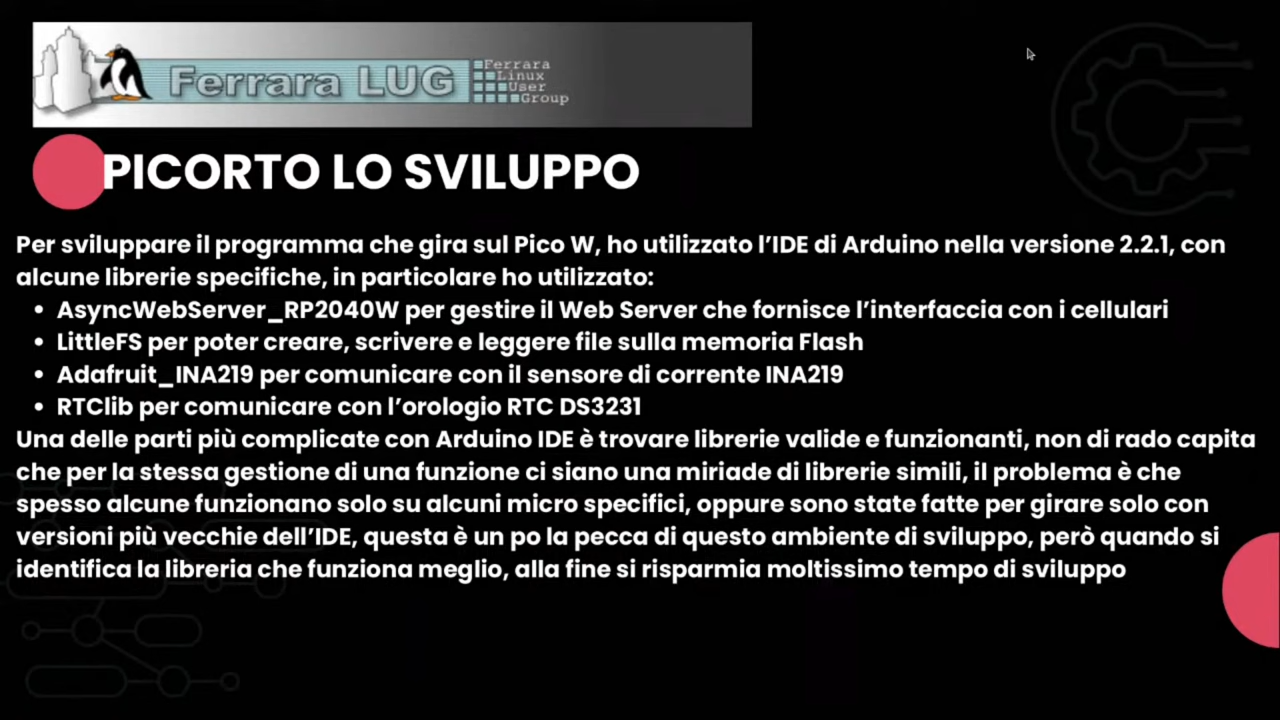 Ferrara LUG
Ferrara
Linux
User
Group
PICORTO LO SVILUPPO
Per sviluppare il programma che gira sul Pico W, ho utilizzato l’IDE di Arduino nella versione 2.2.1, con
alcune librerie specifiche, in particolare ho utilizzato:
• AsyncWebServer_RP2040W per gestire il Web Server che fornisce l’interfaccia con i cellulari
• LittleFS per poter creare, scrivere e leggere file sulla memoria Flash
• Adafruit_INA219 per comunicare con il sensore di corrente INA219
• RTClib per comunicare con l’orologio RTC DS3231
Una delle parti più complicate con Arduino IDE è trovare librerie valide e funzionanti, non di rado capita
che per la stessa gestione di una funzione ci siano una miriade di librerie simili, il problema è che
spesso alcune funzionano solo su alcuni micro specifici, oppure sono state fatte per girare solo con
versioni più vecchie dell’IDE, questa è un po la pecca di questo ambiente di sviluppo, però quando si
identifica la libreria che funziona meglio, alla fine si risparmia moltissimo tempo di sviluppo